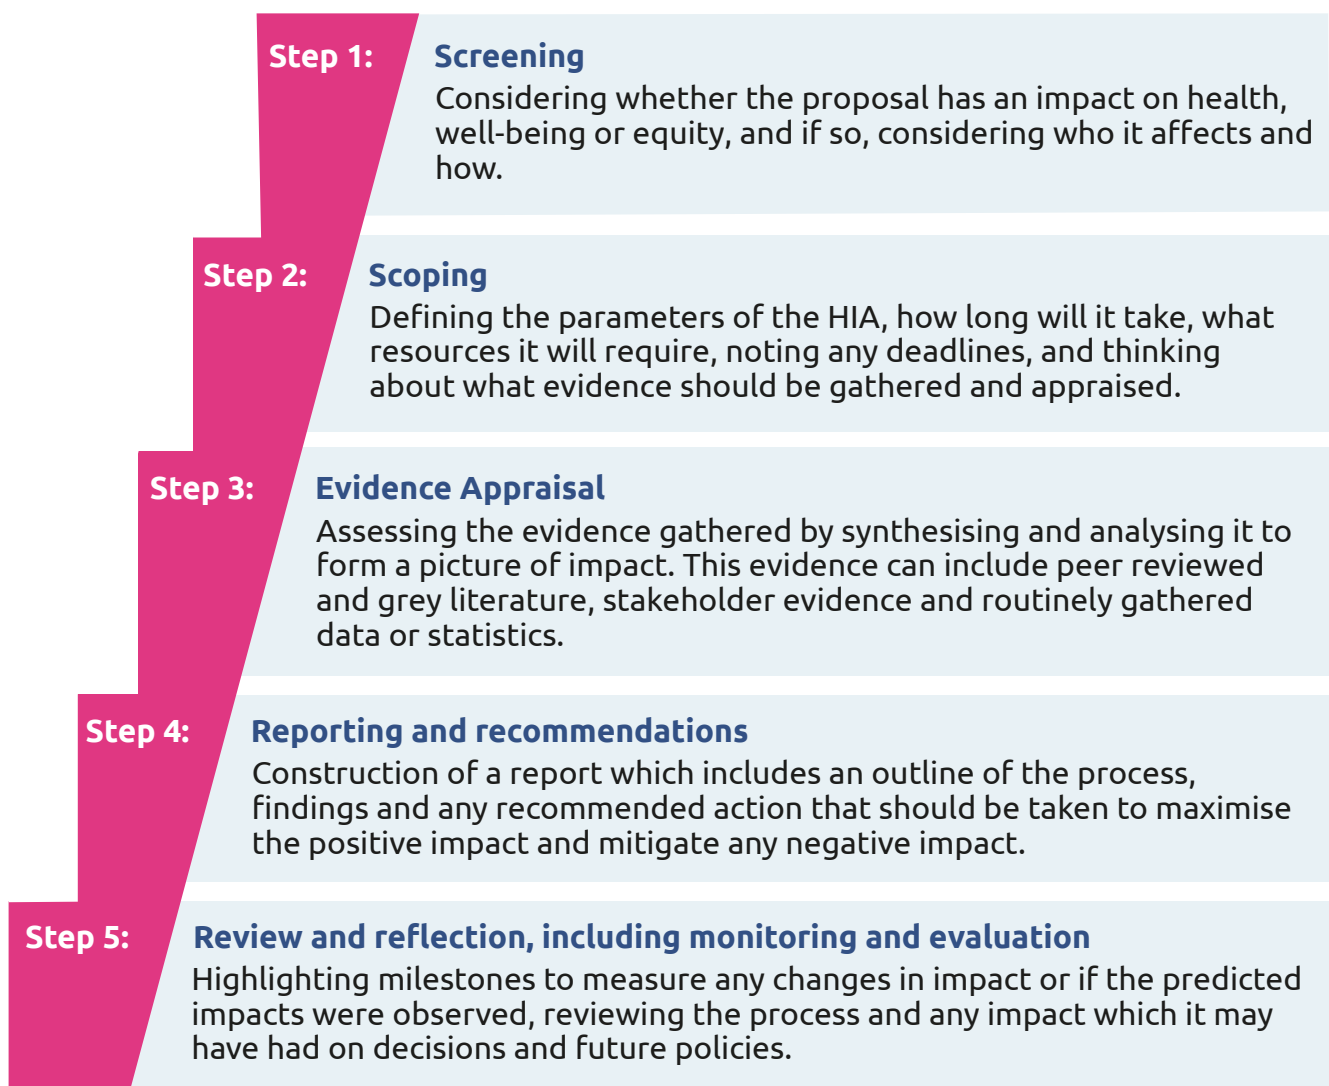 Step 1:
Screening
Considering whether the proposal has an impact on health,
well-being or equity, and if so, considering who it affects and
how.
Step 2:
Scoping
Defining the parameters of the HIA, how long will it take, what
resources it will require, noting any deadlines, and thinking
about what evidence should be gathered and appraised.
Step 3:
Evidence Appraisal
Assessing the evidence gathered by synthesising and analysing it to
form a picture of impact. This evidence can include peer reviewed
and grey literature, stakeholder evidence and routinely gathered
data or statistics.
Step 4:
Reporting and recommendations
Construction of a report which includes an outline of the process,
findings and any recommended action that should be taken to maximise
the positive impact and mitigate any negative impact.
Step 5:
Review and reflection, including monitoring and evaluation
Highlighting milestones to measure any changes in impact or if the predicted
impacts were observed, reviewing the process and any impact which it may
have had on decisions and future policies.